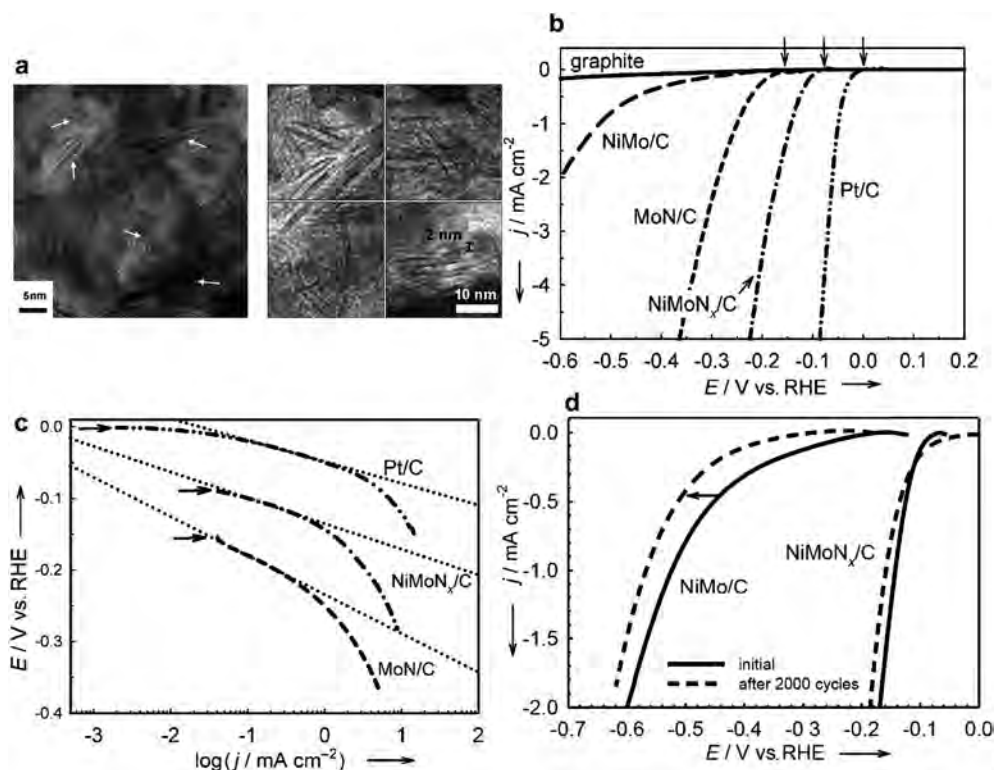 a
5nm
2 nm
10 nm
b
graphite
NiMo/C
MoN/C
NiMoNx/C
Pt/C
j / mA cm−2
0
-1
-2
-3
-4
-5
-0.6 -0.5 -0.4 -0.3 -0.2 -0.1 0.0 0.1 0.2
E / V vs. RHE
c
0.0
-0.1
-0.2
-0.3
-0.4
E / V vs. RHE
Pt/C
NiMoNx/C
MoN/C
-3 -2 -1 0 1 2
log(j / mA cm−2)
d
0.0
-0.5
-1.0
-1.5
-2.0
j / mA cm−2
NiMo/C
NiMoNx/C
initial
after 2000 cycles
-0.7 -0.6 -0.5 -0.4 -0.3 -0.2 -0.1 0.0
E / V vs. RHE